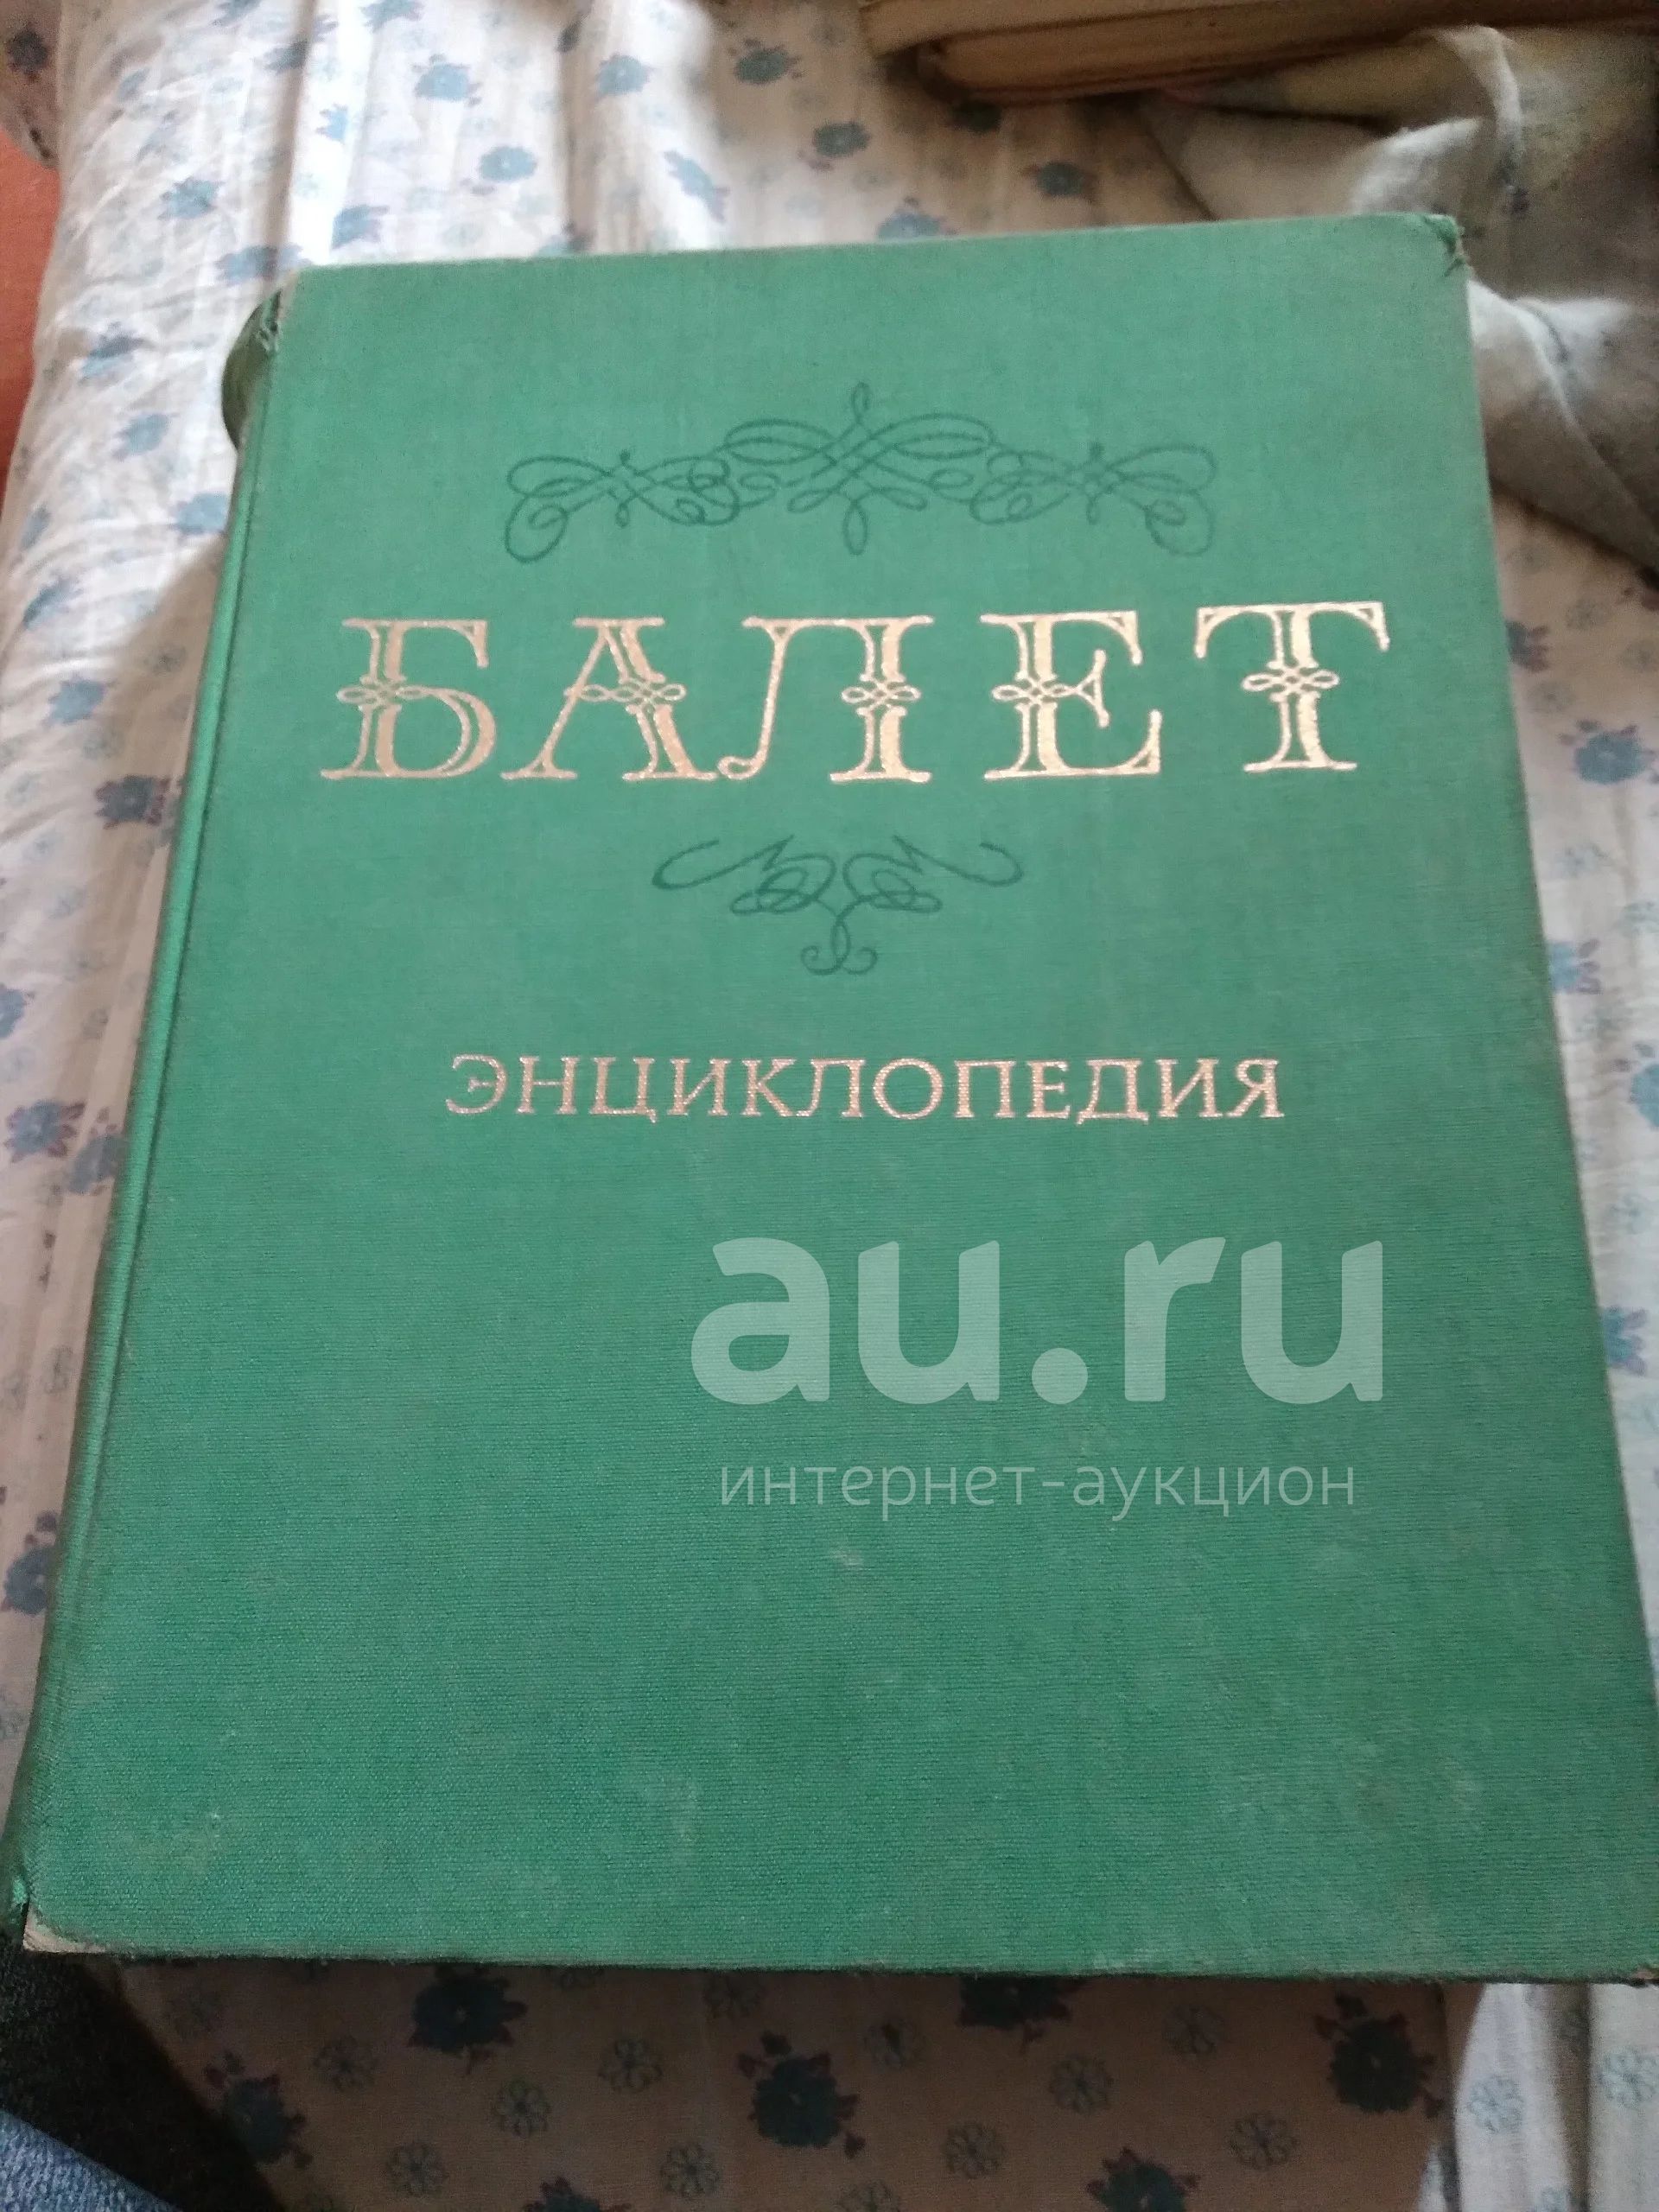 БАЛЕТ
ЭНЦИКЛОПЕДИЯ
au.ru
интернет-аукцион